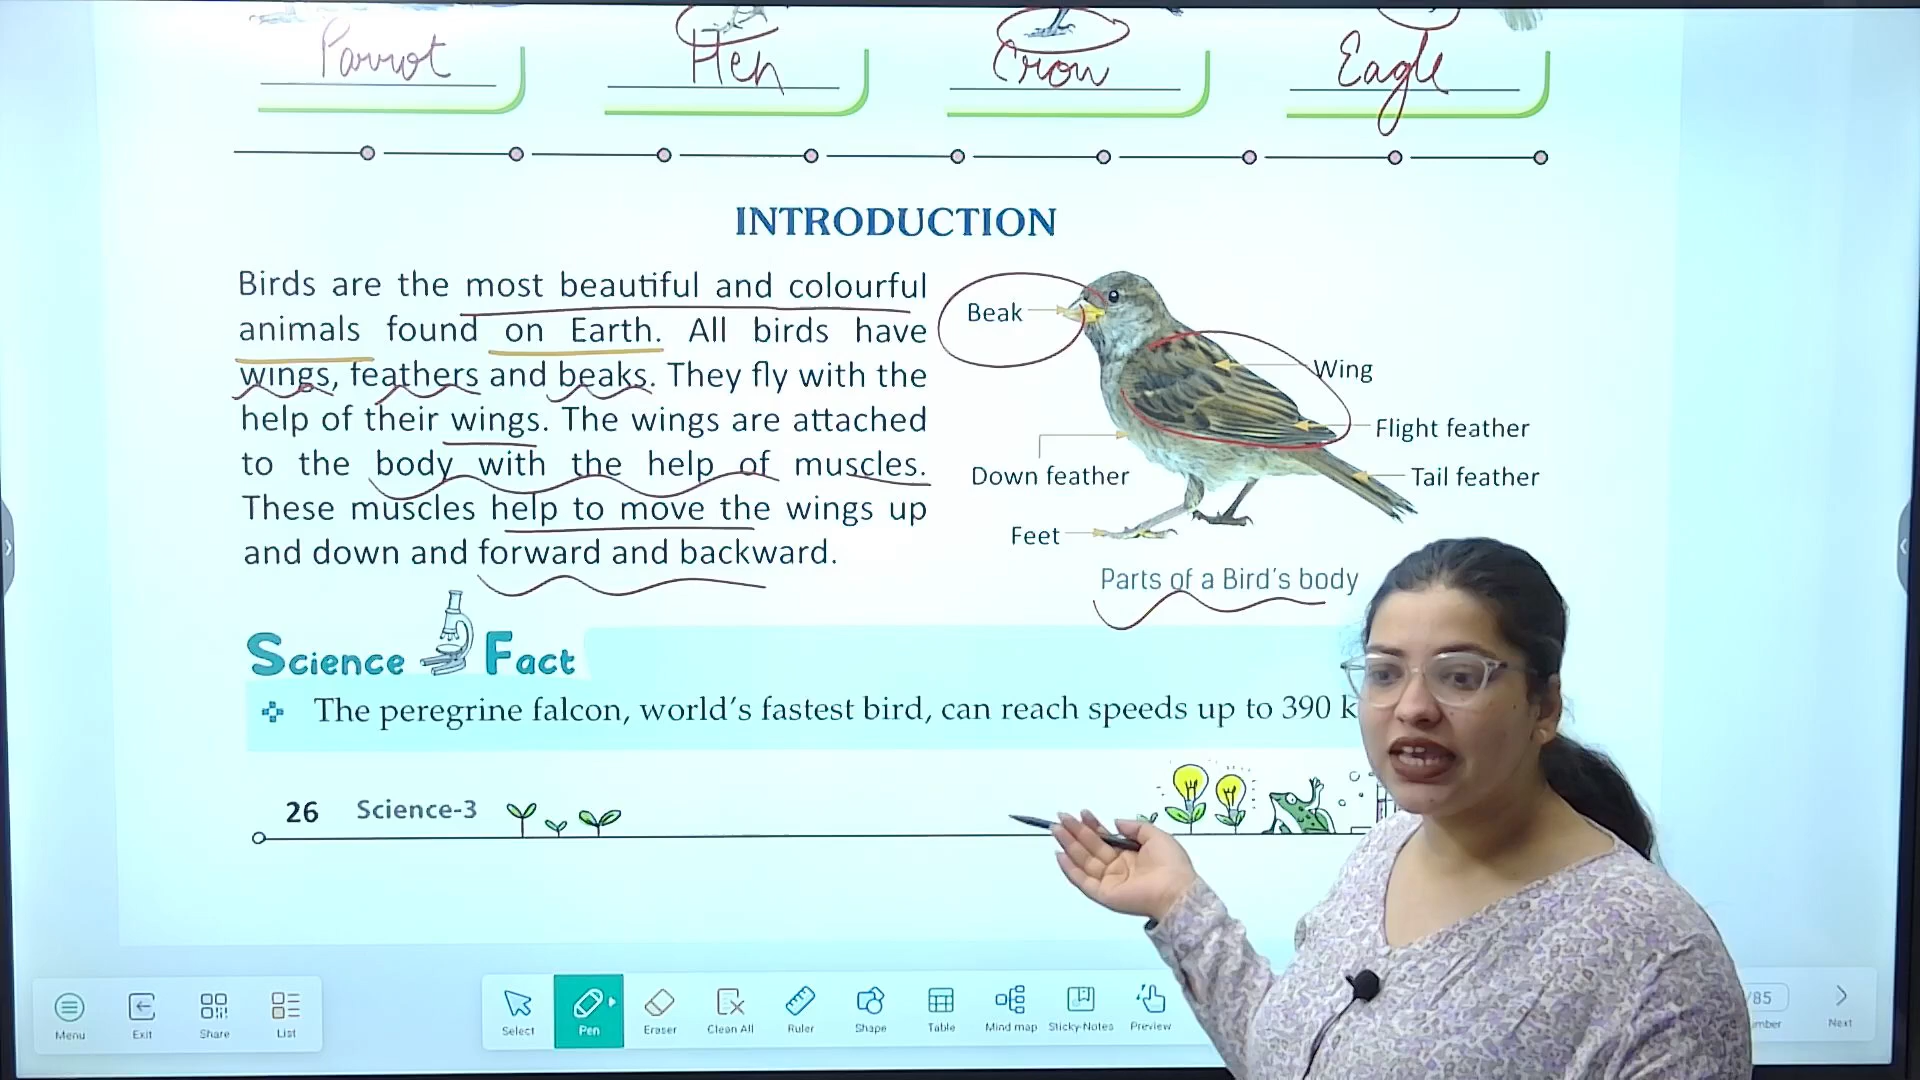 Parrot Hen Crow Eagle
INTRODUCTION
Birds are the most beautiful and colourful
animals found on Earth. All birds have
wings, feathers and beaks. They fly with the
help of their wings. The wings are attached
to the body with the help of muscles.
These muscles help to move the wings up
and down and forward and backward.
Beak
Wing
Flight feather
Down feather
Tail feather
Feet
Parts of a Bird's body
Science Fact
The peregrine falcon, world's fastest bird, can reach speeds up to 390 k
26 Science-3
Menu Exit Share List Select Pen Eraser Clean All Ruler Shape Table Mind map Sticky Notes Preview Next
/85